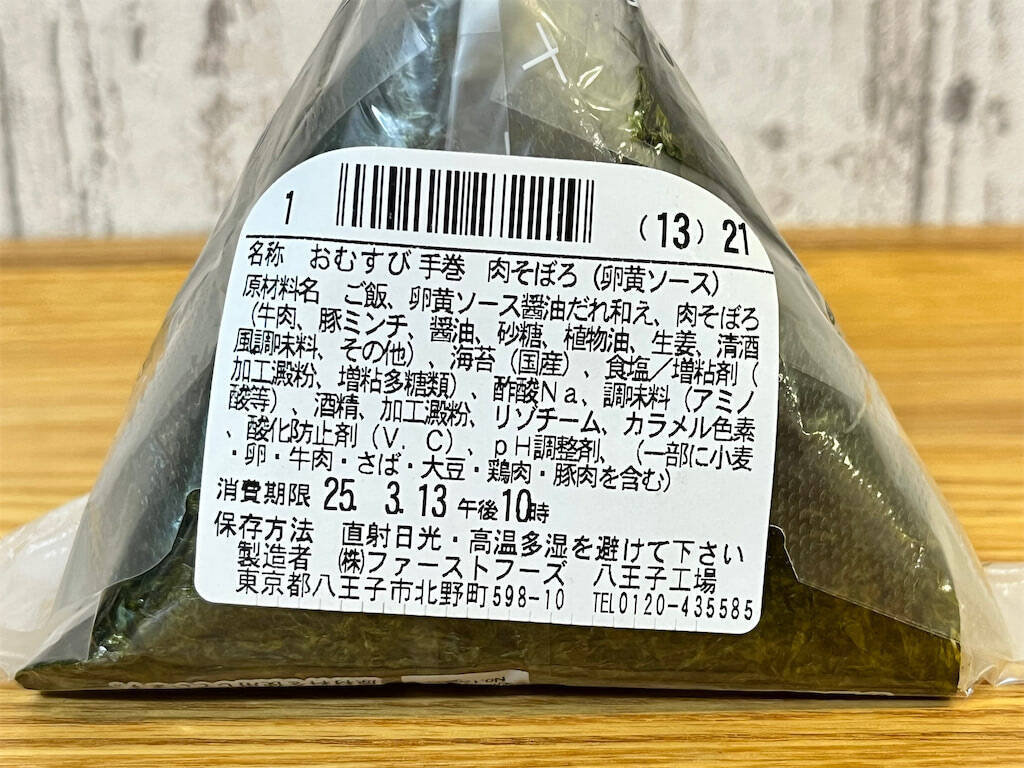 1 (13) 21
名称 おむすび 手巻 肉そぼろ（卵黄ソース）
原材料名 ご飯、卵黄ソース醤油だれ和え、肉そぼろ
（牛肉、豚ミンチ、醤油、砂糖、植物油、生姜、清酒
風調味料、その他）、海苔（国産）、食塩／増粘剤（
加工澱粉、増粘多糖類）、酢酸Ｎａ、調味料（アミノ
酸等）、酒精、加工澱粉、リゾチーム、カラメル色素
、酸化防止剤（Ｖ．Ｃ）、ｐＨ調整剤、（一部に小麦
・卵・牛肉・さば・大豆・鶏肉・豚肉を含む）
消費期限 25. 3.13 午後10時
保存方法 直射日光・高温多湿を避けて下さい
製造者 ㈱ファーストフーズ 八王子工場
東京都八王子市北野町598-10 TEL0120-435585